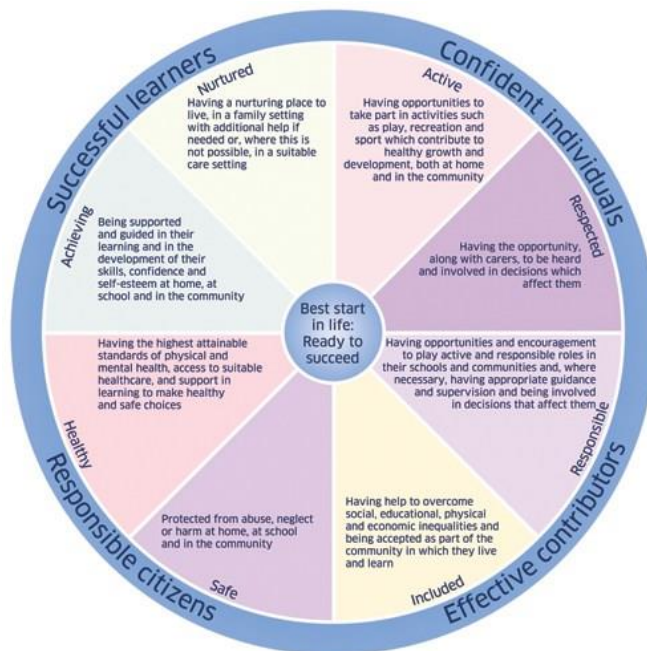 Successful learners
Confident individuals
Nurtured
Having a nurturing place to
live, in a family setting
with additional help if
needed or, where this is
not possible, in a suitable
care setting
Active
Having opportunities to
take part in activities such
as play, recreation and
sport which contribute to
healthy growth and
development, both at home
and in the community
Respected
Having the opportunity,
along with carers, to be heard
and involved in decisions which
affect them
Achieving
Being supported
and guided in their
learning and in the
development of their
skills, confidence and
self-esteem at home, at
school and in the community
Best start
in life:
Ready to
succeed
Having opportunities and encouragement
to play active and responsible roles in
their schools and communities and, where
necessary, having appropriate guidance
and supervision and being involved
in decisions that affect them
Responsible
Having the highest attainable
standards of physical and
mental health, access to suitable
healthcare, and support in
learning to make healthy
and safe choices
Healthy
Protected from abuse, neglect
or harm at home, at school
and in the community
Safe
Having help to overcome
social, educational, physical
and economic inequalities and
being accepted as part of the
community in which they live
and learn
Included
Responsible citizens
Effective contributors